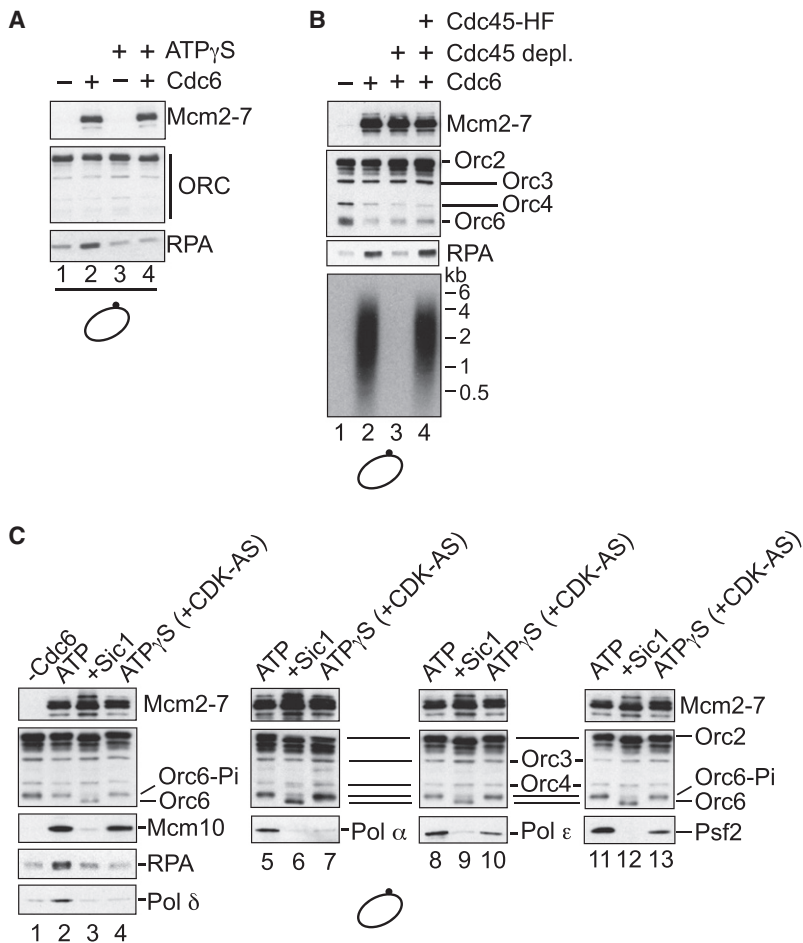 A
+ + ATPγS
− + − + Cdc6
Mcm2-7
ORC
RPA
1 2 3 4
B
+ Cdc45-HF
+ + Cdc45 depl.
− + + + Cdc6
Mcm2-7
Orc2
Orc3
Orc4
Orc6
RPA
kb
6
4
2
1
0.5
1 2 3 4
C
-Cdc6
ATP
+Sic1
ATPγS (+CDK-AS)
Mcm2-7
Orc6-Pi
Orc6
Mcm10
RPA
Pol δ
1 2 3 4
ATP
+Sic1
ATPγS (+CDK-AS)
Pol α
5 6 7
ATP
+Sic1
ATPγS (+CDK-AS)
Orc3
Orc4
Pol ε
8 9 10
ATP
+Sic1
ATPγS (+CDK-AS)
Mcm2-7
Orc2
Orc6-Pi
Orc6
Psf2
11 12 13